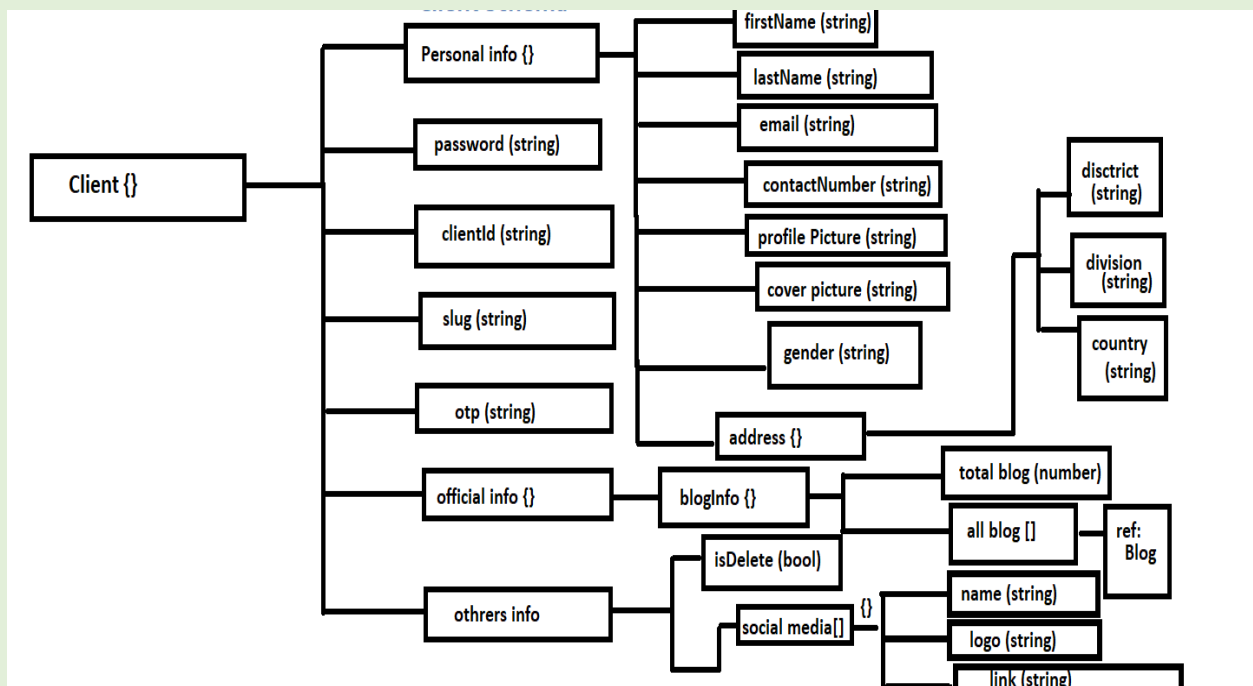 firstName (string)
Personal info {}
lastName (string)
email (string)
password (string)
disctrict
(string)
Client {}
contactNumber (string)
clientId (string)
profile Picture (string)
division
(string)
cover picture (string)
slug (string)
gender (string)
country
(string)
otp (string)
address {}
official info {}
blogInfo {}
total blog (number)
all blog []
ref:
Blog
isDelete (bool)
othrers info
social media[]
{}
name (string)
logo (string)
link (string)